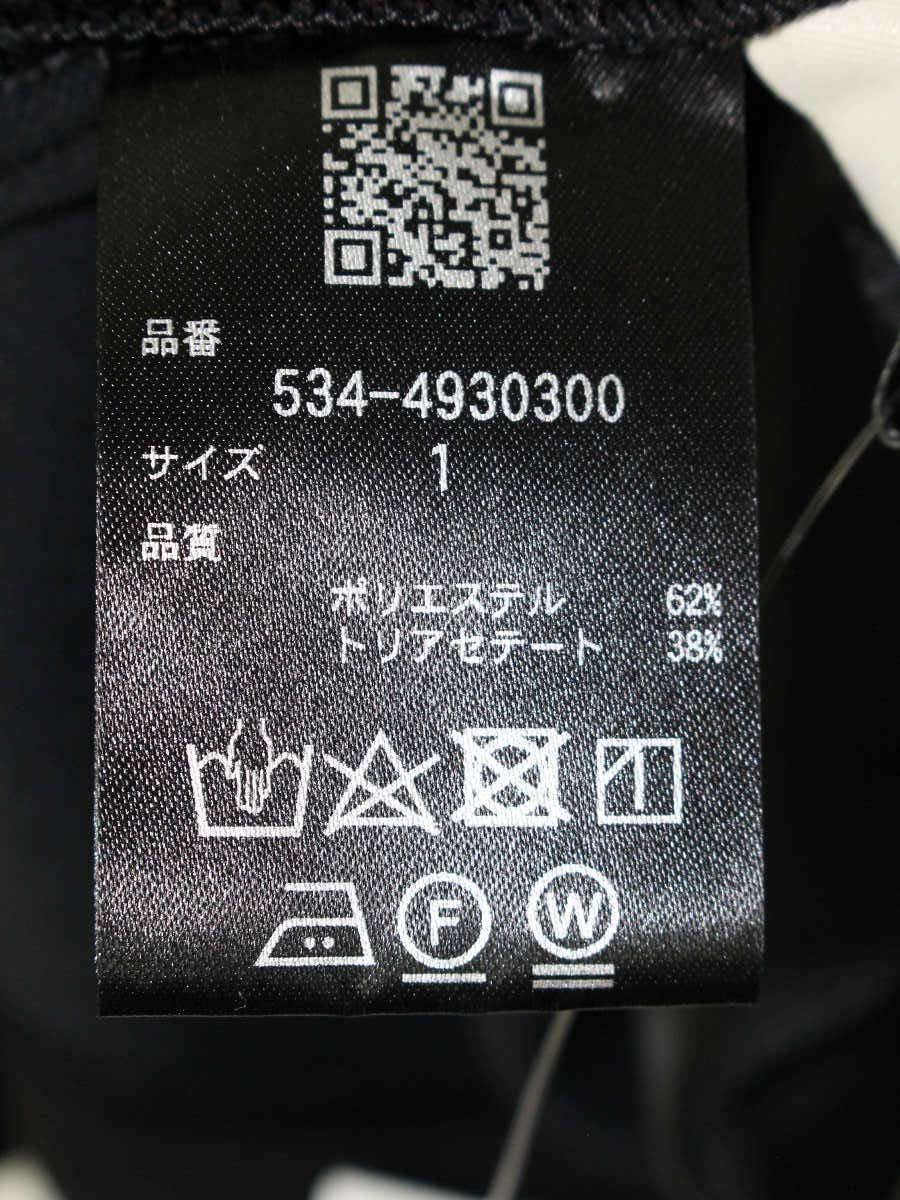 品番
534-4930300
サイズ 1
品質
ポリエステル 62%
トリアセテート 38%
F W